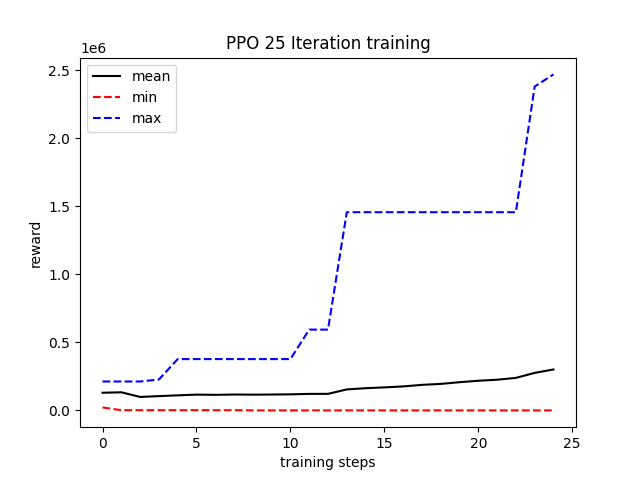 PPO 25 Iteration training
1e6
mean
min
max
2.5
2.0
1.5
1.0
0.5
0.0
reward
0 5 10 15 20 25
training steps